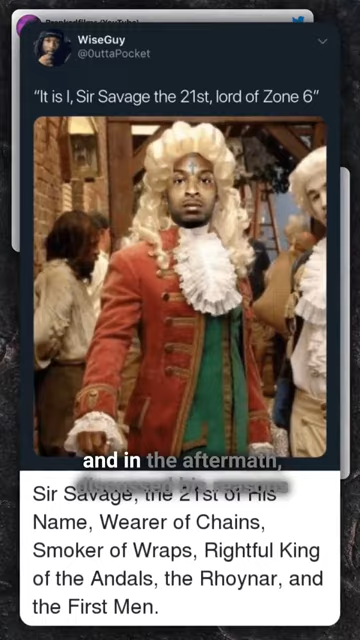 WiseGuy
@0uttaPocket
“It is I, Sir Savage the 21st, lord of Zone 6”
and in the aftermath,
Sir Savage, the 21st of His
Name, Wearer of Chains,
Smoker of Wraps, Rightful King
of the Andals, the Rhoynar, and
the First Men.